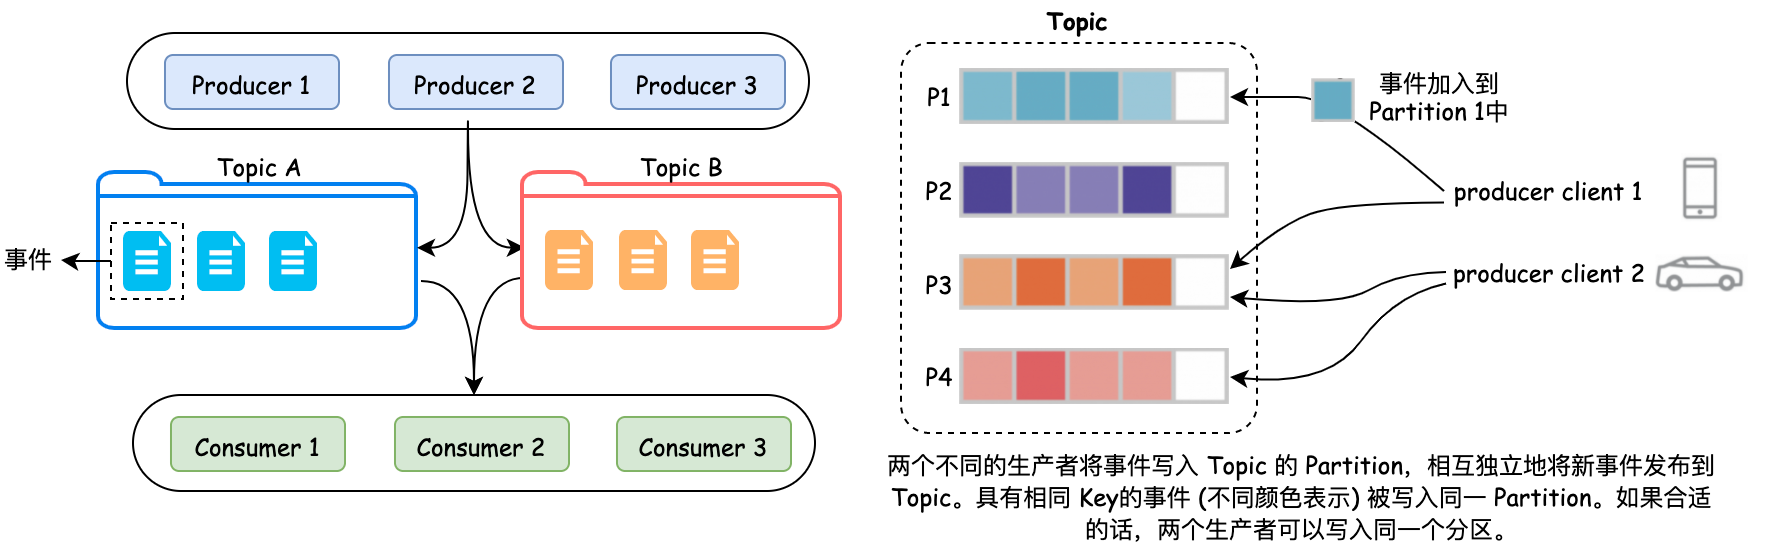 Producer 1
Producer 2
Producer 3
Topic A
Topic B
事件
Consumer 1
Consumer 2
Consumer 3
Topic
P1
P2
P3
P4
事件加入到
Partition 1中
producer client 1
producer client 2
两个不同的生产者将事件写入 Topic 的 Partition，相互独立地将新事件发布到
Topic。具有相同 Key的事件 (不同颜色表示) 被写入同一 Partition。如果合适
的话，两个生产者可以写入同一个分区。